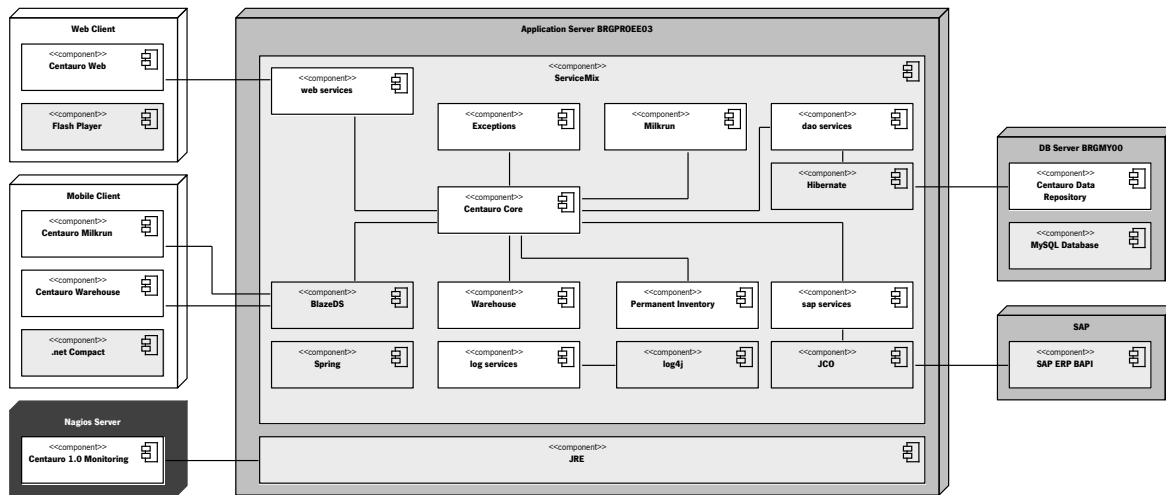 Web Client
<<component>>
Centauro Web
<<component>>
Flash Player
Mobile Client
<<component>>
Centauro Milkrun
<<component>>
Centauro Warehouse
<<component>>
.net Compact
Nagios Server
<<component>>
Centauro 1.0 Monitoring
Application Server BRGPROEE03
<<component>>
ServiceMix
<<component>>
web services
<<component>>
Exceptions
<<component>>
Milkrun
<<component>>
dao services
<<component>>
Hibernate
<<component>>
Centauro Core
<<component>>
BlazeDS
<<component>>
Warehouse
<<component>>
Permanent Inventory
<<component>>
sap services
<<component>>
Spring
<<component>>
log services
<<component>>
log4j
<<component>>
JCO
<<component>>
JRE
DB Server BRGMY00
<<component>>
Centauro Data
Repository
<<component>>
MySQL Database
SAP
<<component>>
SAP ERP BAPI